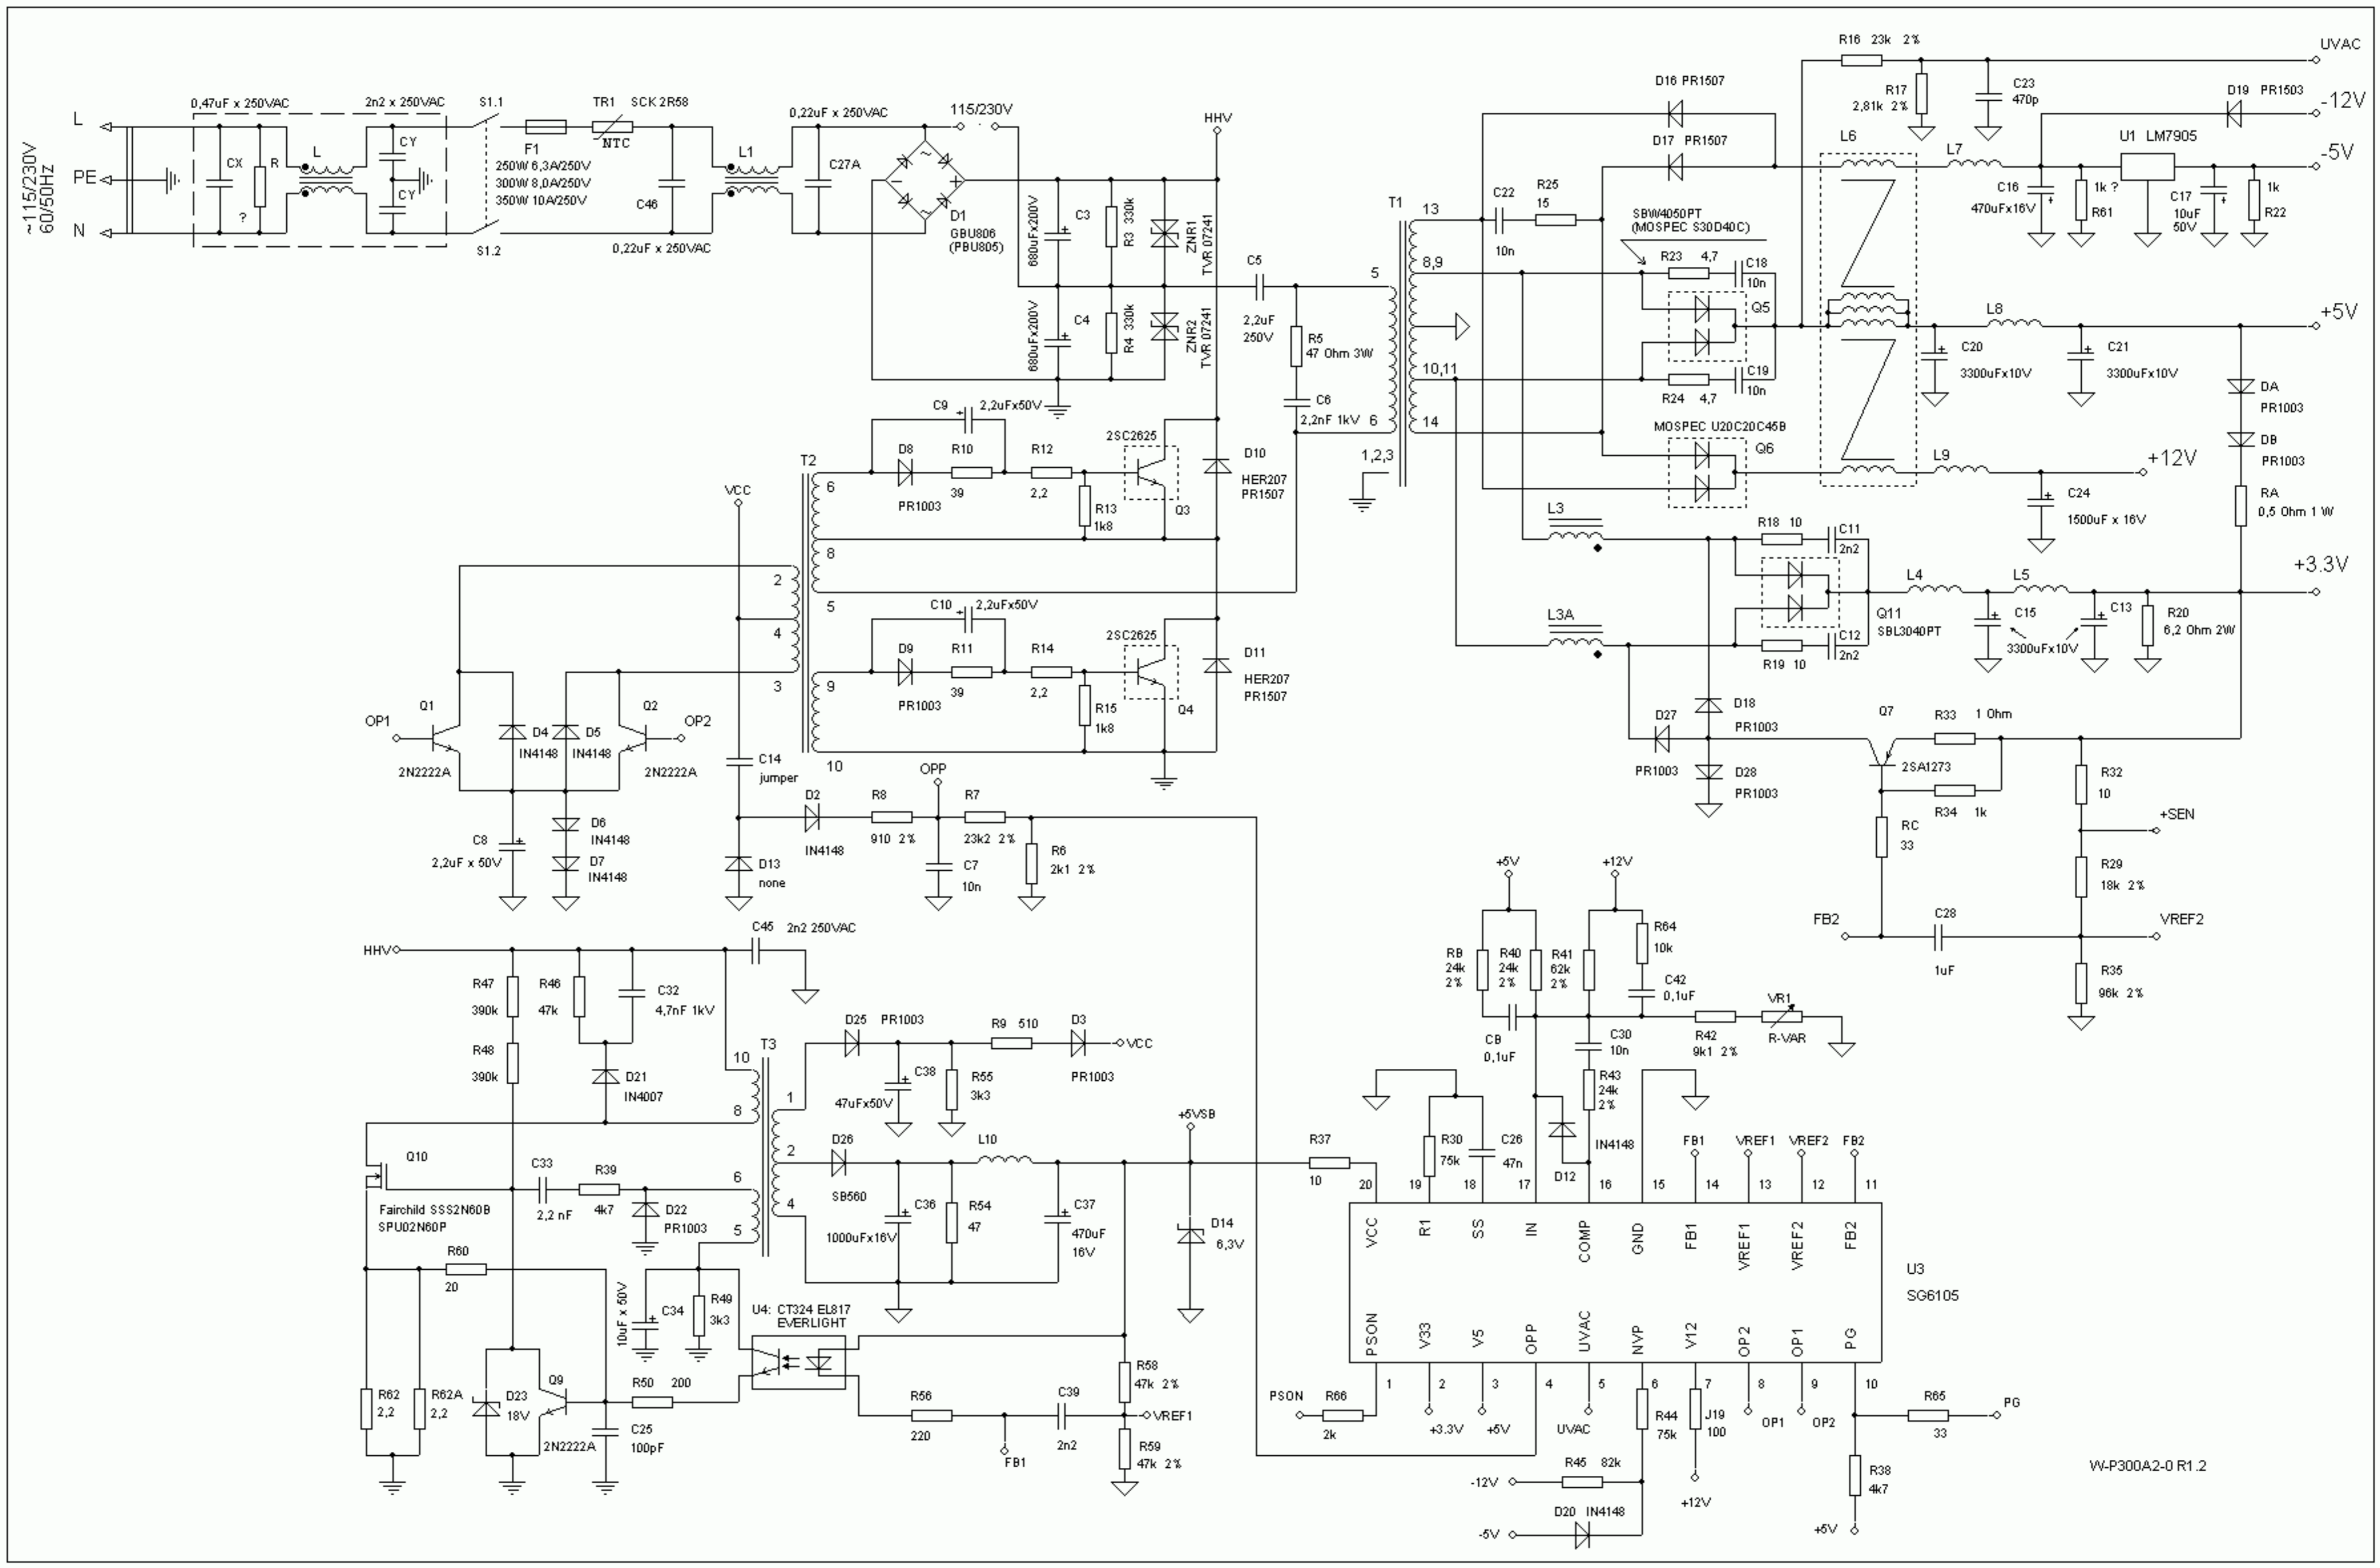 ~115/230V
60/50Hz
L
PE
N
0,47uF x 250VAC
CX
R
?
L
2n2 x 250VAC
CY
CY
S1.1
S1.2
F1
250W 6,3A/250V
300W 8,0A/250V
350W 10A/250V
TR1
SCK 2R58
NTC
C46
0,22uF x 250VAC
L1
0,22uF x 250VAC
C27A
115/230V
~
~
-
+
D1
GBU806
(PBU805)
680uFx200V
C3
R3 330k
ZNR1
TVR 07241
680uFx200V
C4
R4 330k
ZNR2
TVR 07241
HHV
C5
2,2uF
250V
R5
47 Ohm 3W
C6
2,2nF 1kV
T1
5
6
1,2,3
13
8,9
10,11
14
C22
10n
R25
15
D16 PR1507
D17 PR1507
SBW4050PT
(MOSPEC S30D40C)
R23 4,7
C18
10n
Q5
C19
10n
R24 4,7
MOSPEC U20C20C45B
Q6
R16 23k 2%
UVAC
R17
2,81k 2%
C23
470p
D19 PR1503
-12V
L6
L7
U1 LM7905
-5V
C16
470uFx16V
+
1k ?
R61
C17
10uF
50V
+
1k
R22
L8
+5V
+
C20
3300uFx10V
+
C21
3300uFx10V
DA
PR1003
DB
PR1003
RA
0,5 Ohm 1 W
L9
+12V
+
C24
1500uF x 16V
L3
L3A
R18 10
C11
2n2
Q11
SBL3040PT
R19 10
C12
2n2
L4
L5
+3.3V
+
C15
+
C13
3300uFx10V
R20
6,2 Ohm 2W
T2
6
8
5
9
10
2
4
3
C9
+
2,2uFx50V
D8
PR1003
R10
39
R12
2,2
R13
1k8
2SC2625
Q3
D10
HER207
PR1507
C10
+
2,2uFx50V
D9
PR1003
R11
39
R14
2,2
R15
1k8
2SC2625
Q4
D11
HER207
PR1507
VCC
OP1
Q1
2N2222A
D4
IN4148
D5
IN4148
Q2
2N2222A
OP2
C8
2,2uF x 50V
+
D6
IN4148
D7
IN4148
C14
jumper
D13
none
D2
IN4148
R8
910 2%
OPP
C7
10n
R7
23k2 2%
R6
2k1 2%
D27
PR1003
D18
PR1003
D28
PR1003
Q7
2SA1273
R33 1 Ohm
R34 1k
RC
33
R32
10
+SEN
R29
18k 2%
FB2
C28
1uF
VREF2
R35
96k 2%
HHV
R47
390k
R48
390k
R46
47k
C32
4,7nF 1kV
D21
IN4007
C45
2n2 250VAC
T3
10
8
6
5
1
2
4
D25 PR1003
+
C38
47uFx50V
R55
3k3
R9 510
D3
PR1003
VCC
D26
SB560
+
C36
1000uFx16V
R54
47
L10
+
C37
470uF
16V
+5VSB
D14
6,3V
Q10
Fairchild SSS2N60B
SPU02N60P
C33
2,2 nF
R39
4k7
D22
PR1003
R60
20
R62
2,2
R62A
2,2
D23
18V
Q9
2N2222A
C25
100pF
R50 200
10uF x 50V
C34
+
R49
3k3
U4: CT324 EL817
EVERLIGHT
R56
220
FB1
C39
2n2
R58
47k 2%
VREF1
R59
47k 2%
+5V
+12V
RB
24k
2%
R40
24k
2%
R41
62k
2%
R64
10k
C42
0,1uF
CB
0,1uF
C30
10n
R42
9k1 2%
VR1
R-VAR
R43
24k
2%
R30
75k
C26
47n
D12
IN4148
R37
10
FB1
VREF1
VREF2
FB2
20
19
18
17
16
15
14
13
12
11
VCC
R1
SS
IN
COMP
GND
FB1
VREF1
VREF2
FB2
PSON
V33
V5
OPP
UVAC
NVP
V12
OP2
OP1
PG
U3
SG6105
1
2
3
4
5
6
7
8
9
10
PSON
R66
2k
+3.3V
+5V
UVAC
R44
75k
J19
100
OP1
OP2
R65
33
PG
-12V
R45 82k
+12V
R38
4k7
-5V
D20 IN4148
+5V
W-P300A2-0 R1.2